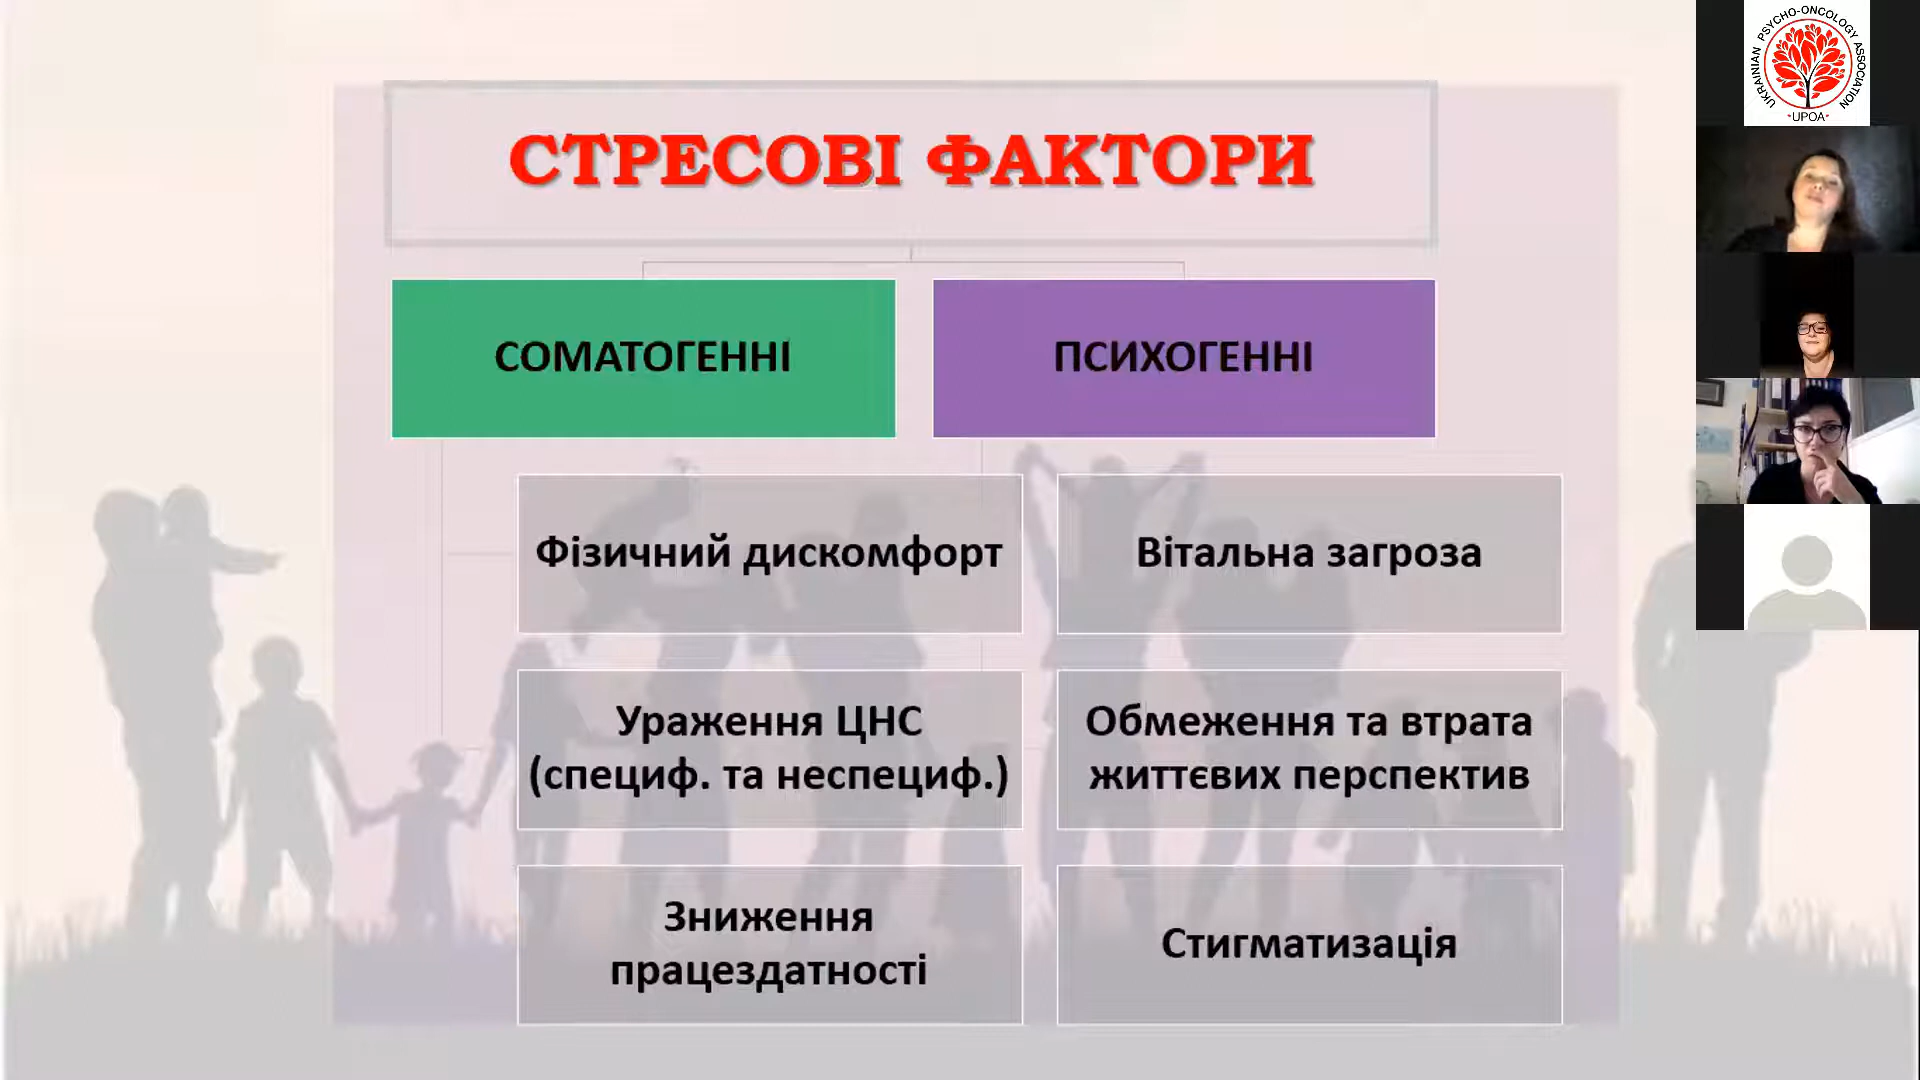 СТРЕСОВІ ФАКТОРИ
СОМАТОГЕННІ
ПСИХОГЕННІ
Фізичний дискомфорт
Вітальна загроза
Ураження ЦНС
(специф. та неспециф.)
Обмеження та втрата
життєвих перспектив
Зниження
працездатності
Стигматизація
UKRAINIAN PSYCHO-ONCOLOGY ASSOCIATION
*UPOA*